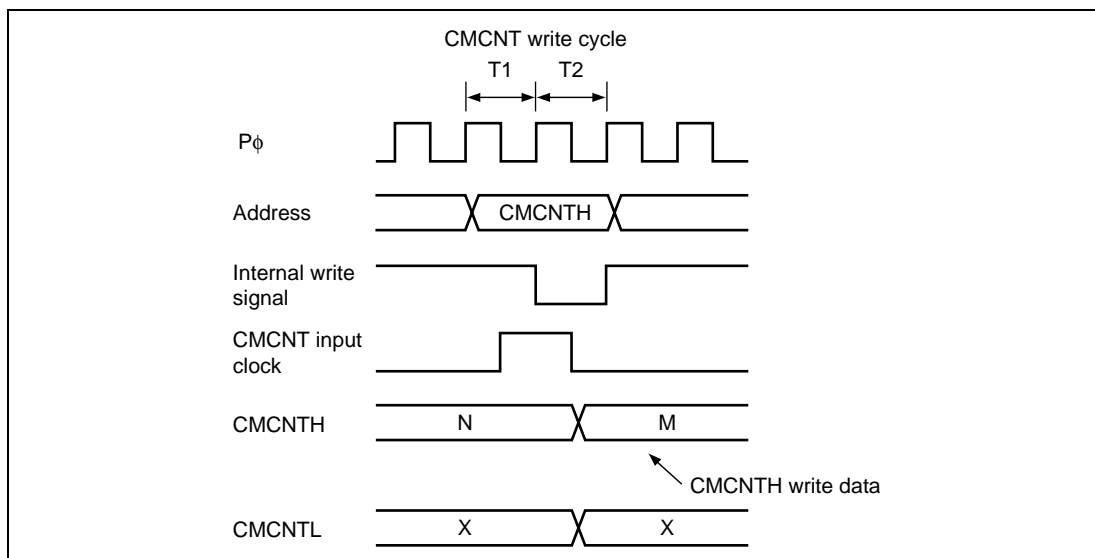 CMCNT write cycle
T1 T2
Pϕ
Address CMCNTH
Internal write
signal
CMCNT input
clock
CMCNTH N M
CMCNTH write data
CMCNTL X X